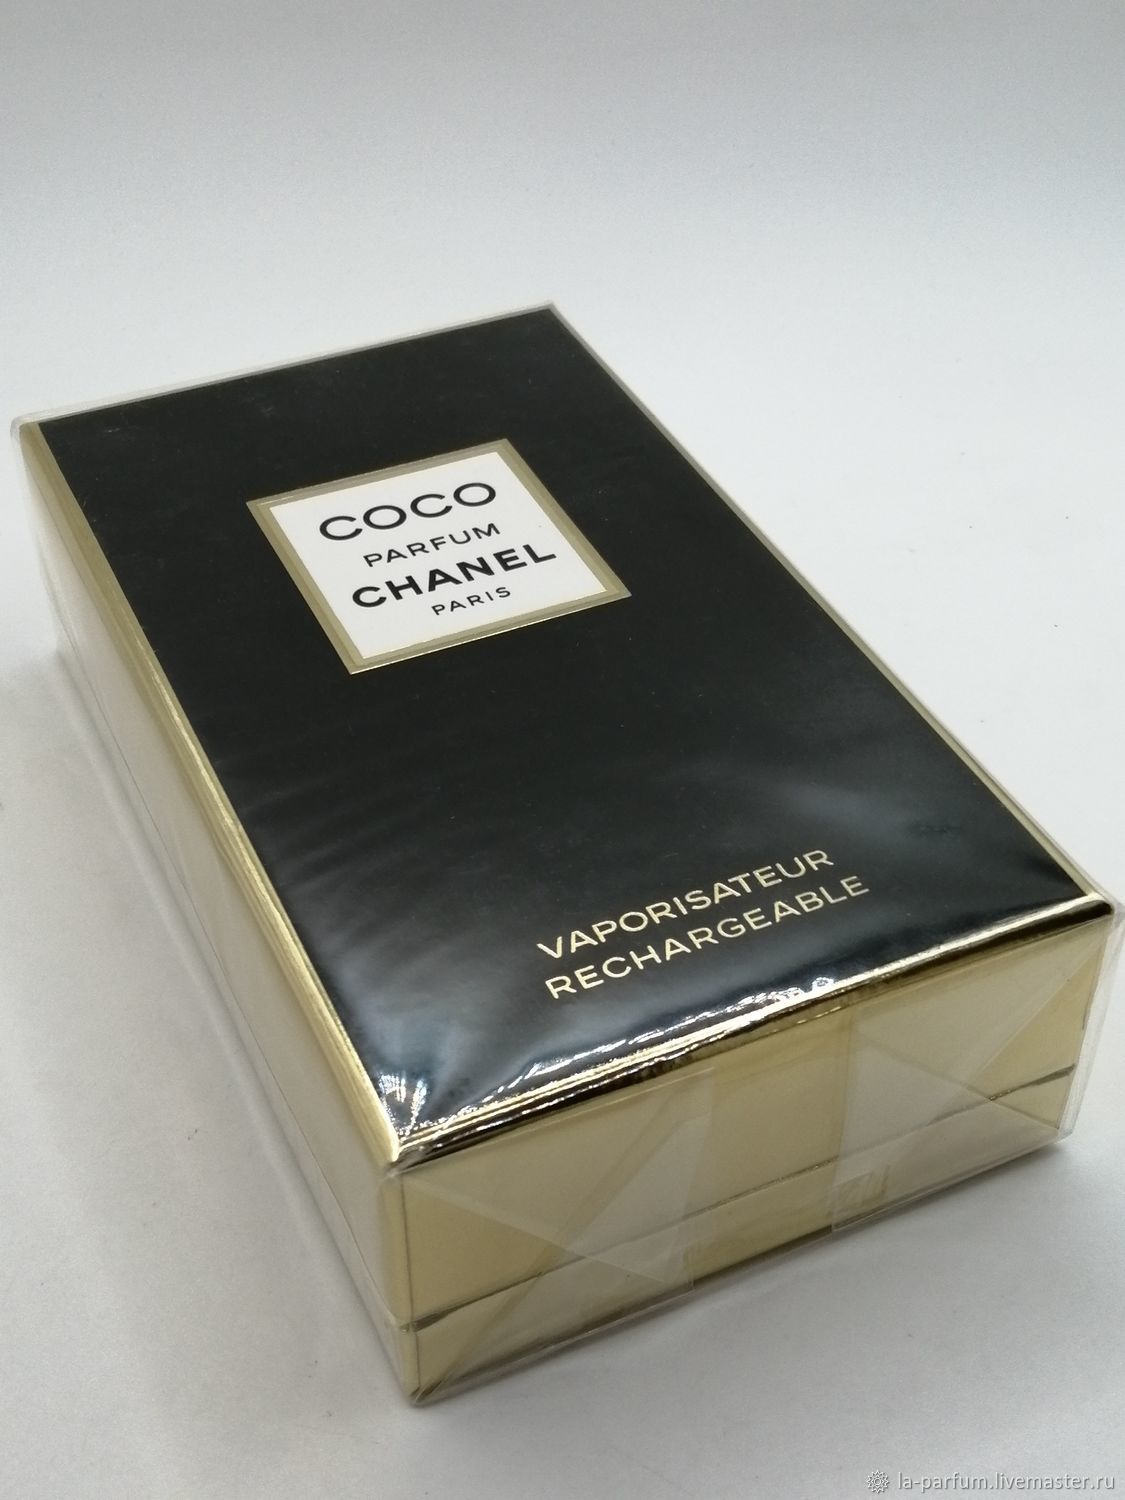 COCO
PARFUM
CHANEL
PARIS
VAPORISATEUR
RECHARGEABLE
la-parfum.livemaster.ru